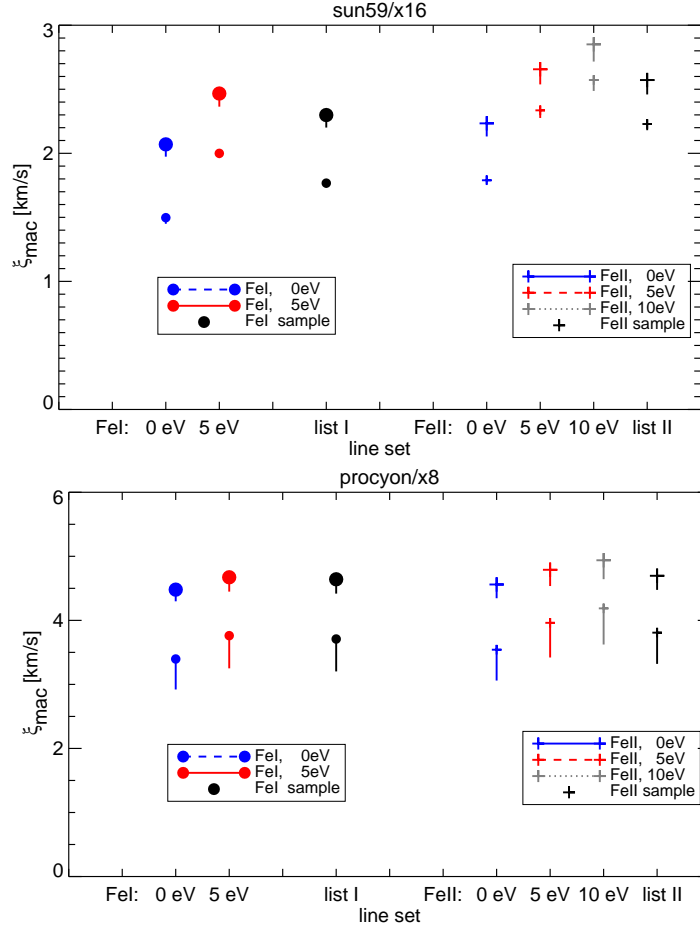 sun59/x16
3
2
1
0
ξmac [km/s]
FeI, 0eV
FeI, 5eV
FeI sample
FeII, 0eV
FeII, 5eV
FeII, 10eV
FeII sample
FeI: 0 eV 5 eV list I FeII: 0 eV 5 eV 10 eV list II
line set
procyon/x8
6
4
2
0
ξmac [km/s]
FeI, 0eV
FeI, 5eV
FeI sample
FeII, 0eV
FeII, 5eV
FeII, 10eV
FeII sample
FeI: 0 eV 5 eV list I FeII: 0 eV 5 eV 10 eV list II
line set